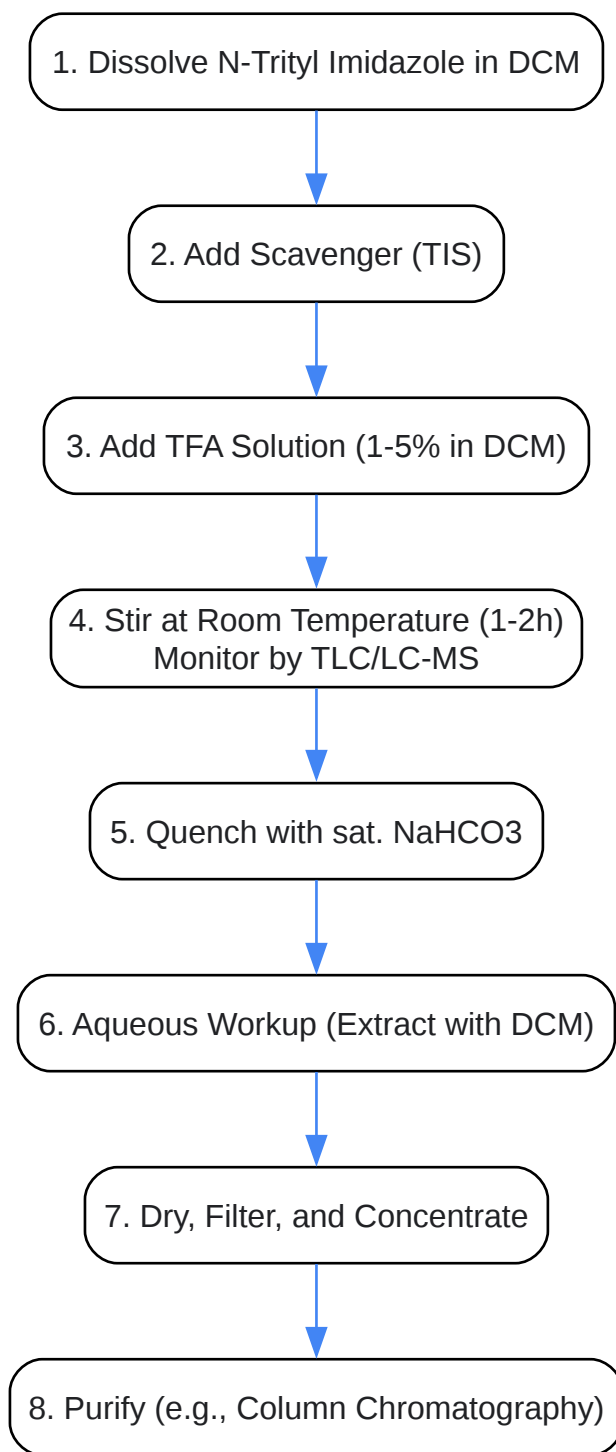 1. Dissolve N-Trityl Imidazole in DCM
2. Add Scavenger (TIS)
3. Add TFA Solution (1-5% in DCM)
4. Stir at Room Temperature (1-2h)
Monitor by TLC/LC-MS
5. Quench with sat. NaHCO3
6. Aqueous Workup (Extract with DCM)
7. Dry, Filter, and Concentrate
8. Purify (e.g., Column Chromatography)